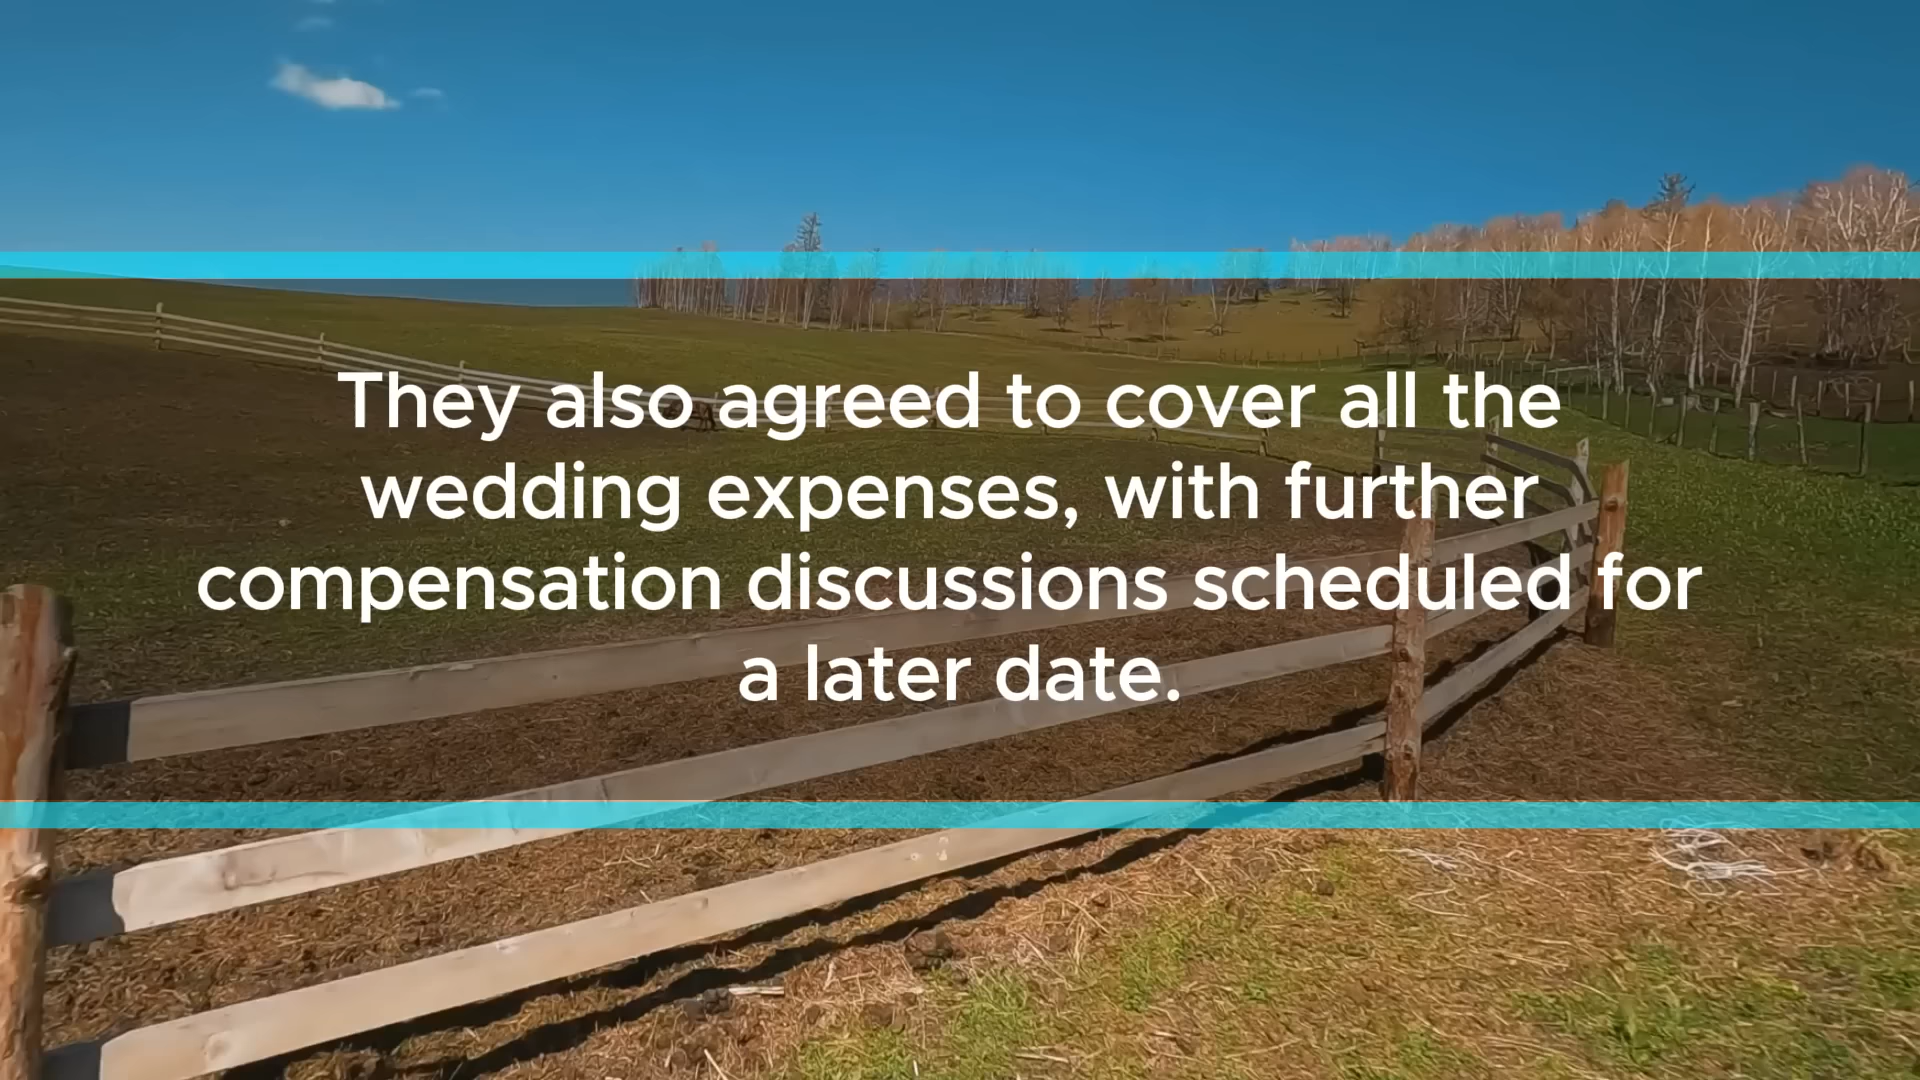 They also agreed to cover all the
wedding expenses, with further
compensation discussions scheduled for
a later date.